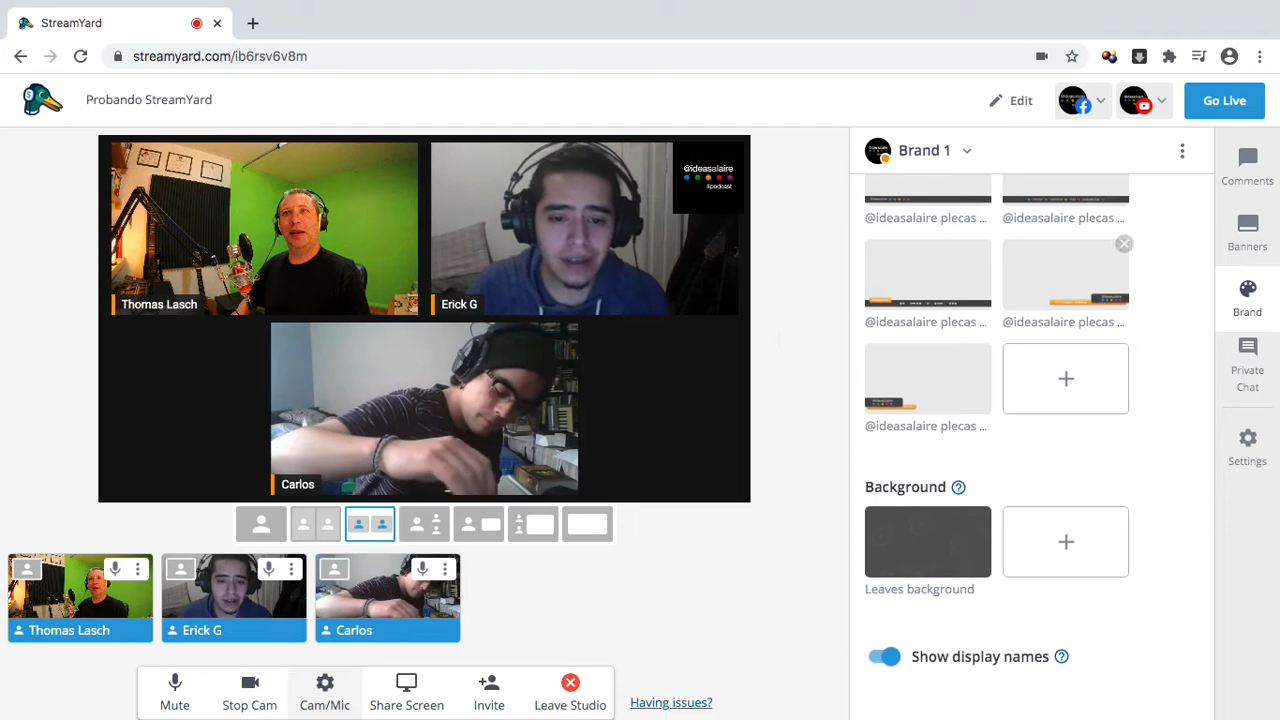 StreamYard
streamyard.com/ib6rsv6v8m
Probando StreamYard
Edit
Go Live
@ideasalaire
#podcast
Thomas Lasch
Erick G
Carlos
Thomas Lasch
Erick G
Carlos
Mute
Stop Cam
Cam/Mic
Share Screen
Invite
Leave Studio
Having issues?
Brand 1
@ideasalaire plecas ...
@ideasalaire plecas ...
@ideasalaire plecas ...
@ideasalaire plecas ...
@ideasalaire plecas ...
Background
Leaves background
Show display names
Comments
Banners
Brand
Private
Chat
Settings